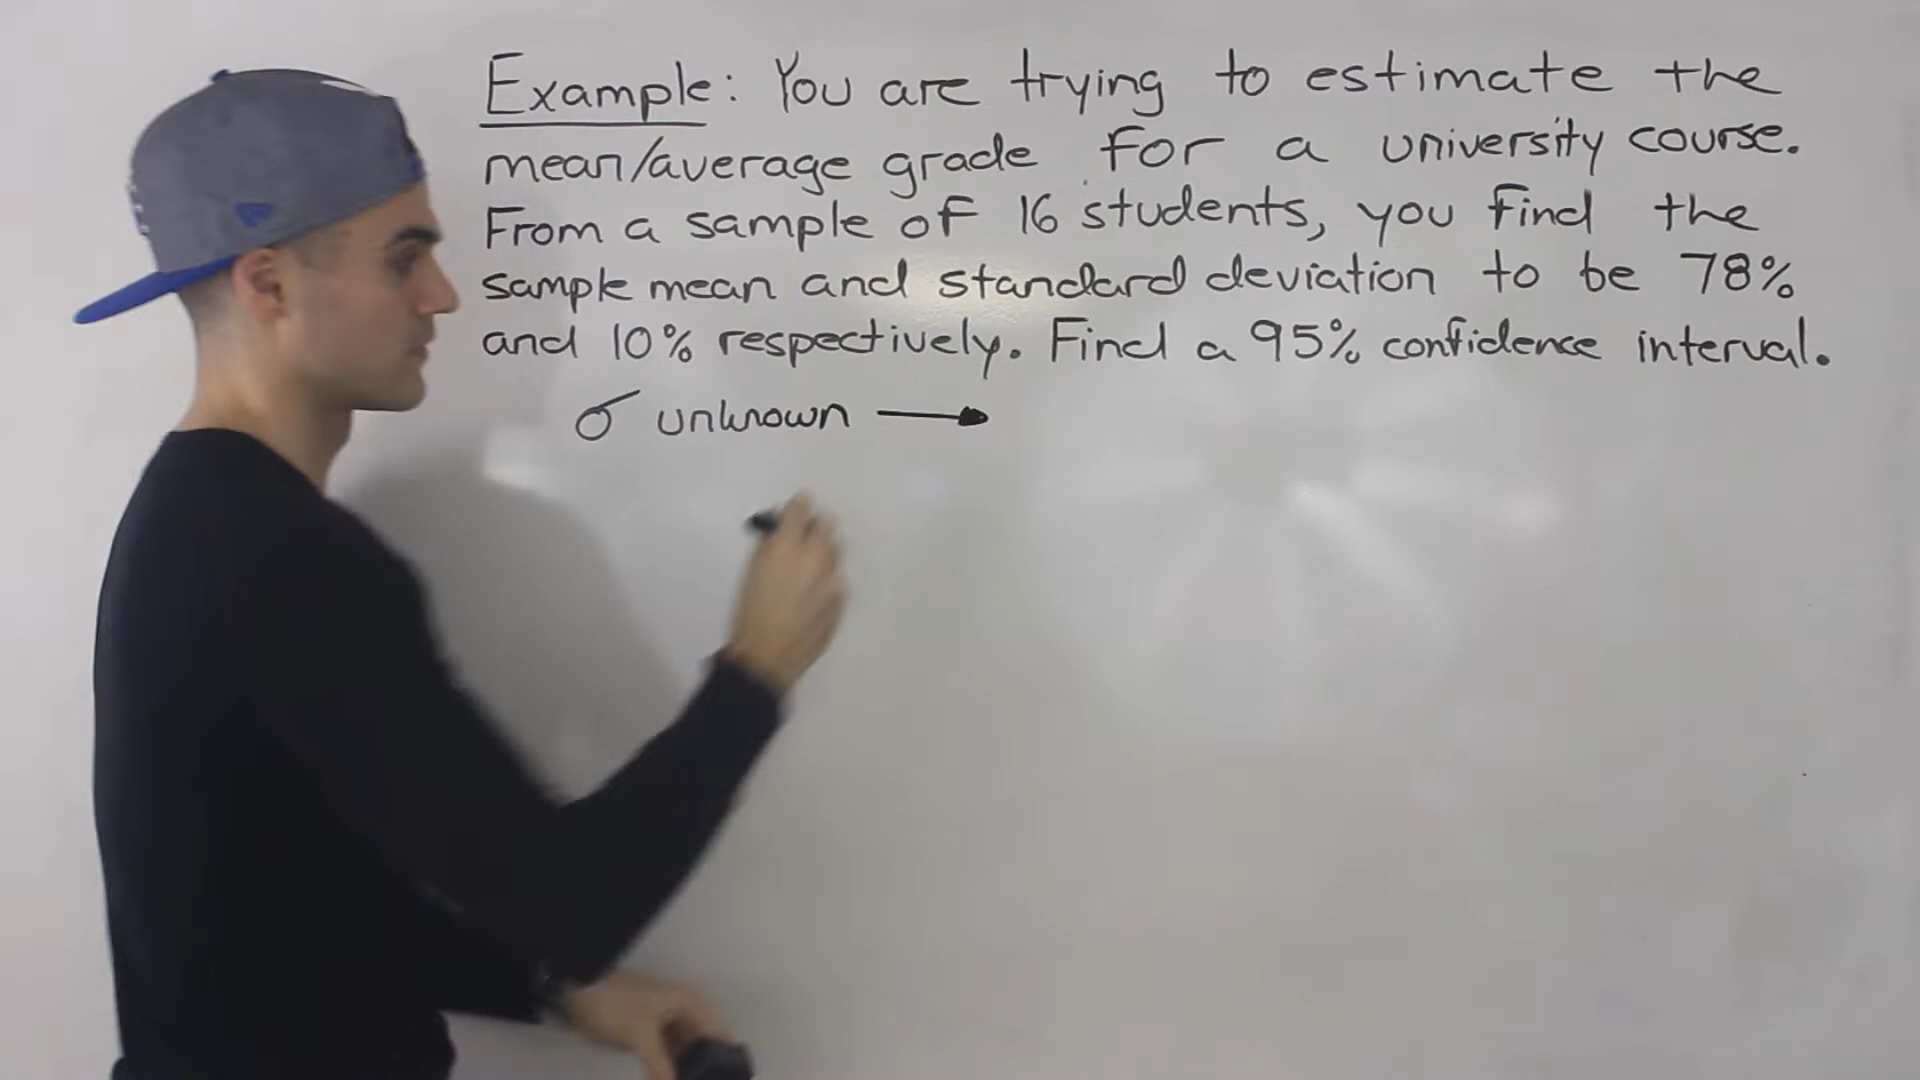 Example: You are trying to estimate the
mean/average grade for a university course.
From a sample of 16 students, you find the
sample mean and standard deviation to be 78%
and 10% respectively. Find a 95% confidence interval.
σ unknown →